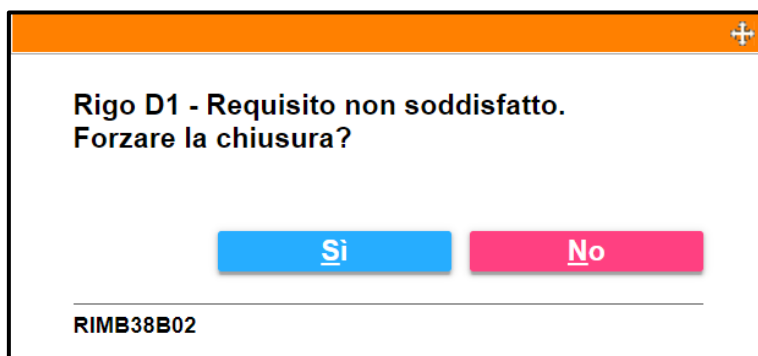 Rigo D1 - Requisito non soddisfatto.
Forzare la chiusura?
Sì No
RIMB38B02